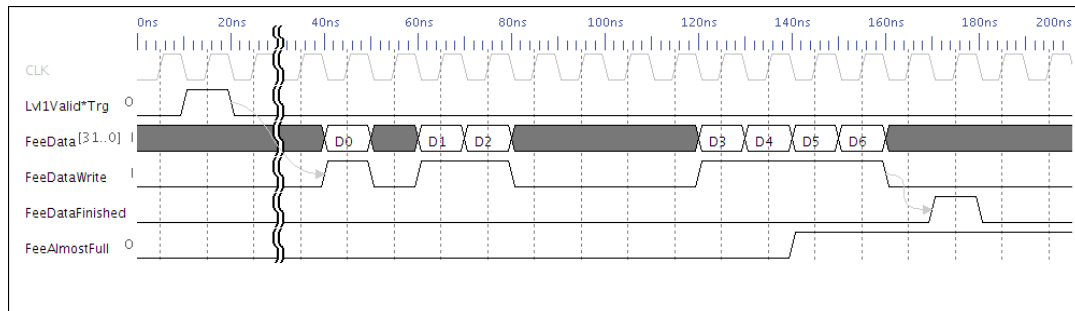 0ns 20ns 40ns 60ns 80ns 100ns 120ns 140ns 160ns 180ns 200ns
CLK
Lvl1Valid*Trg O
FeeData[31..0] I D0 D1 D2 D3 D4 D5 D6
FeeDataWrite I
FeeDataFinished
FeeAlmostFull O